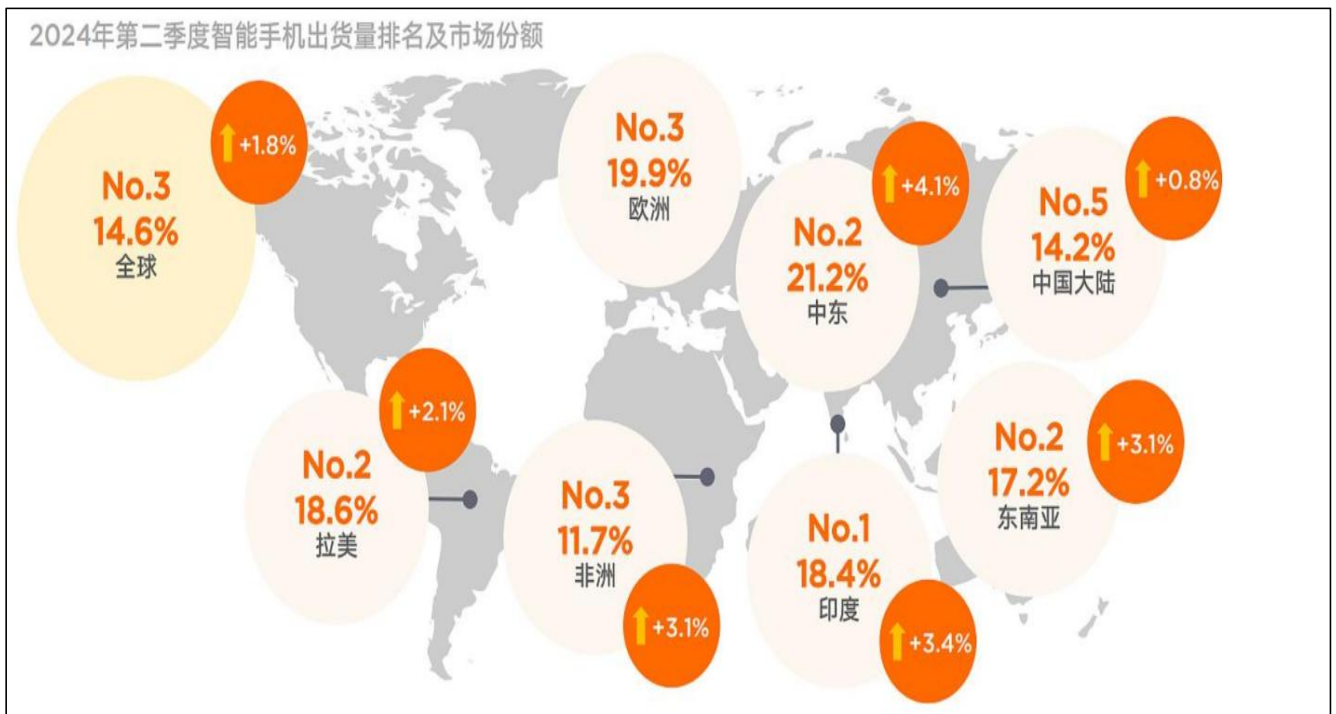 2024年第二季度智能手机出货量排名及市场份额
No.3
14.6%
全球
+1.8%
No.3
19.9%
欧洲
No.2
21.2%
中东
+4.1%
No.5
14.2%
中国大陆
+0.8%
No.2
18.6%
拉美
+2.1%
No.3
11.7%
非洲
+3.1%
No.1
18.4%
印度
+3.4%
No.2
17.2%
东南亚
+3.1%